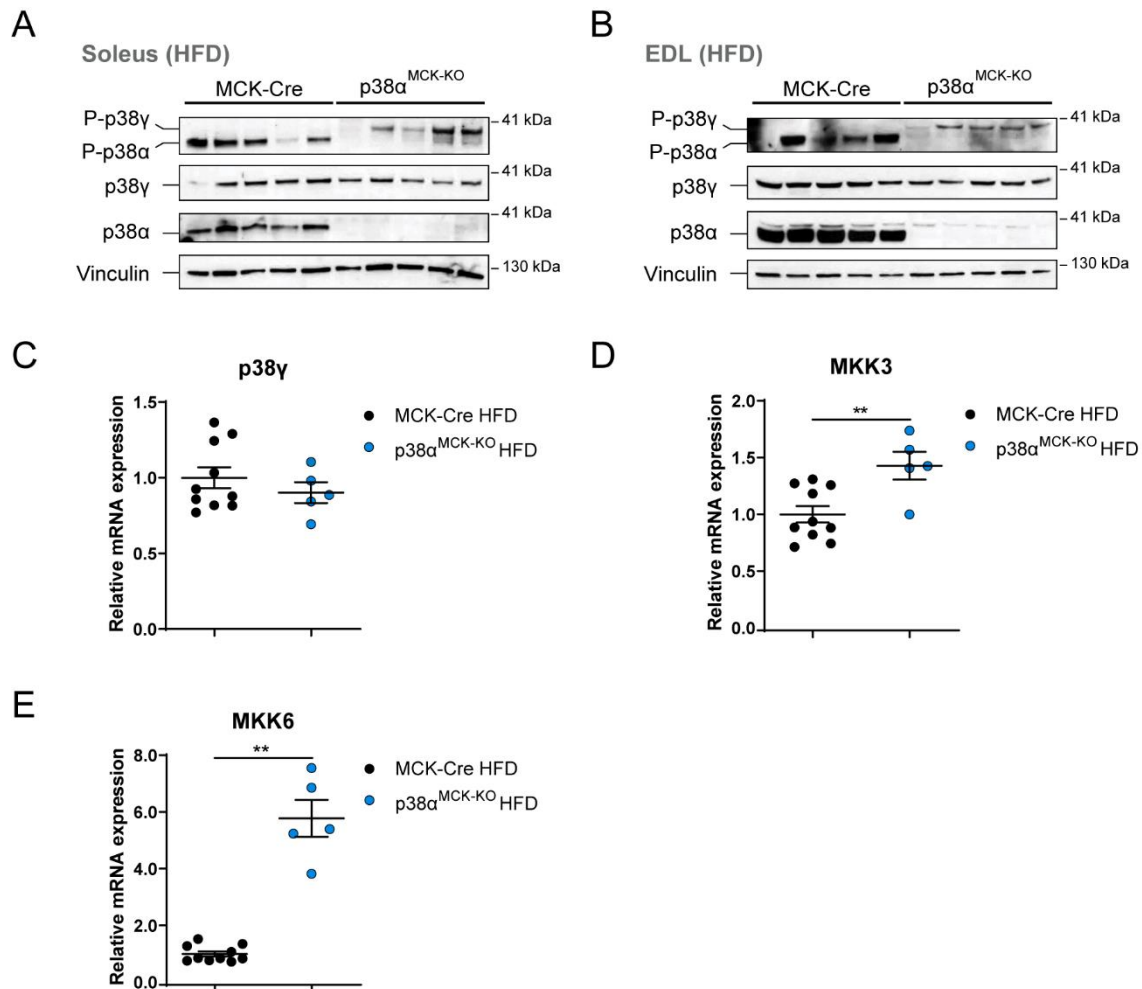 A
Soleus (HFD)
MCK-Cre p38α^MCK-KO
P-p38γ
P-p38α
41 kDa
p38γ
41 kDa
p38α
41 kDa
Vinculin
130 kDa
B
EDL (HFD)
MCK-Cre p38α^MCK-KO
P-p38γ
P-p38α
41 kDa
p38γ
41 kDa
p38α
41 kDa
Vinculin
130 kDa
C
p38γ
Relative mRNA expression
1.5
1.0
0.5
0.0
MCK-Cre HFD
p38α^MCK-KO HFD
D
MKK3
Relative mRNA expression
2.0
1.5
1.0
0.5
0.0
**
MCK-Cre HFD
p38α^MCK-KO HFD
E
MKK6
Relative mRNA expression
8.0
6.0
4.0
2.0
0.0
**
MCK-Cre HFD
p38α^MCK-KO HFD